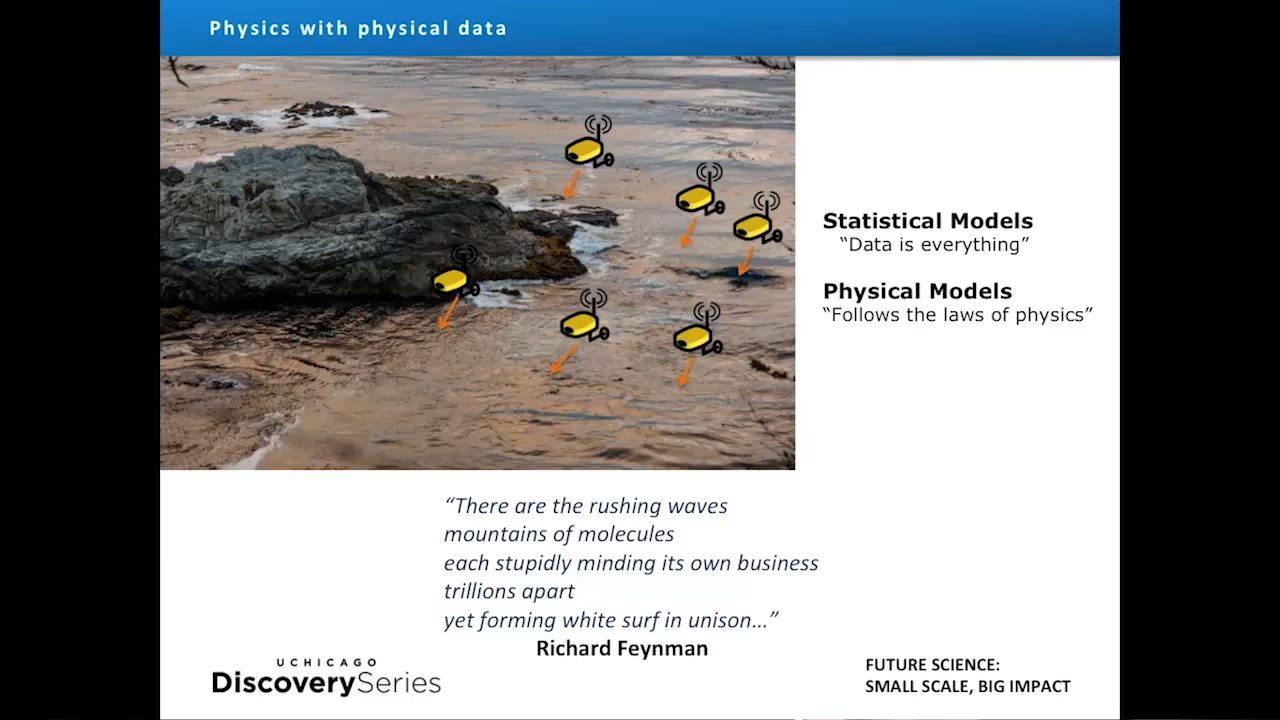 Physics with physical data
Statistical Models
“Data is everything”
Physical Models
“Follows the laws of physics”
“There are the rushing waves
mountains of molecules
each stupidly minding its own business
trillions apart
yet forming white surf in unison…”
Richard Feynman
UCHICAGO
DiscoverySeries
FUTURE SCIENCE:
SMALL SCALE, BIG IMPACT